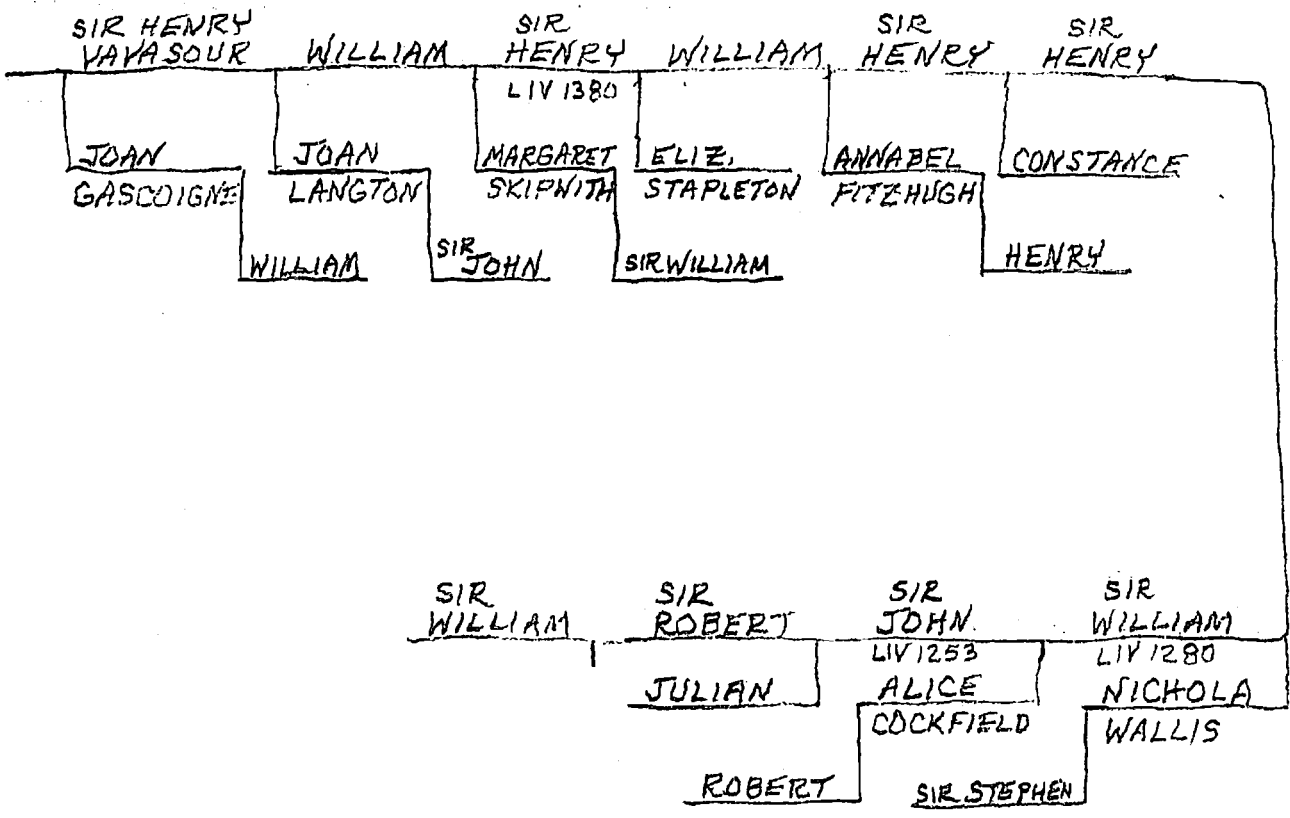 SIR HENRY
VAVASOUR
WILLIAM
SIR
HENRY
LIV 1380
WILLIAM
SIR
HENRY
SIR
HENRY
JOAN
GASCOIGNE
JOAN
LANGTON
MARGARET
SKIPWITH
ELIZ.
STAPLETON
ANNABEL
FITZHUGH
CONSTANCE
WILLIAM
SIR JOHN
SIR WILLIAM
HENRY
SIR
WILLIAM
SIR
ROBERT
SIR
JOHN
LIV 1253
SIR
WILLIAM
LIV 1280
JULIAN
ALICE
COCKFIELD
NICHOLA
WALLIS
ROBERT
SIR STEPHEN